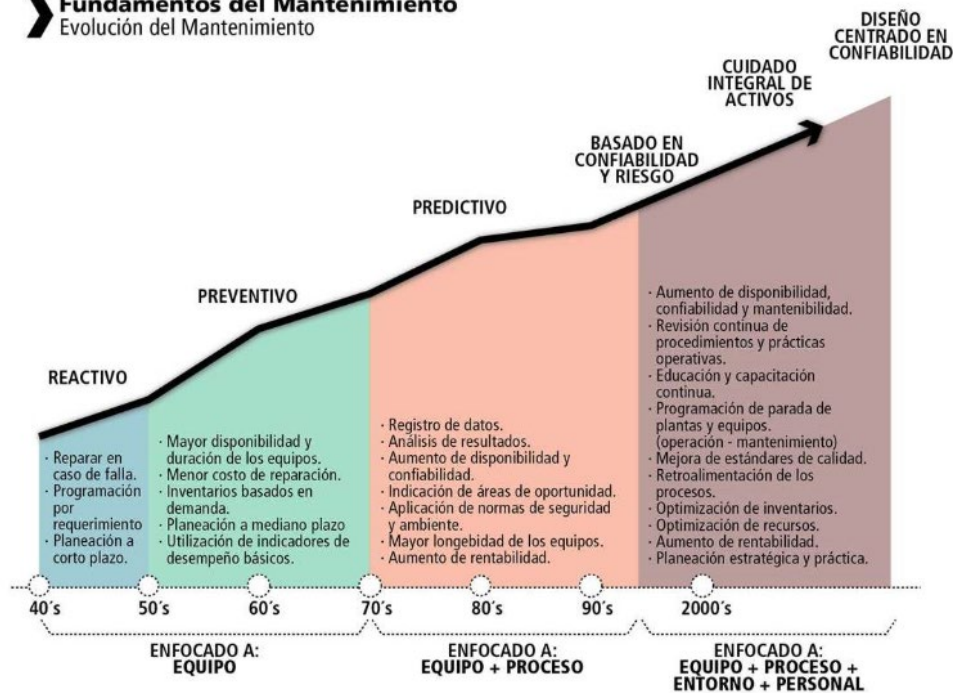 Fundamentos del Mantenimiento
Evolución del Mantenimiento
DISEÑO
CENTRADO EN
CONFIABILIDAD
CUIDADO
INTEGRAL DE
ACTIVOS
BASADO EN
CONFIABILIDAD
Y RIESGO
PREDICTIVO
PREVENTIVO
REACTIVO
· Reparar en
caso de falla.
· Programación
por
requerimiento
· Planeación a
corto plazo.
· Mayor disponibilidad y
duración de los equipos.
· Menor costo de reparación.
· Inventarios basados en
demanda.
· Planeación a mediano plazo
· Utilización de indicadores de
desempeño básicos.
· Registro de datos.
· Análisis de resultados.
· Aumento de disponibilidad y
confiabilidad.
· Indicación de áreas de oportunidad.
· Aplicación de normas de seguridad
y ambiente.
· Mayor longebidad de los equipos.
· Aumento de rentabilidad.
· Aumento de disponibilidad,
confiabilidad y mantenibilidad.
· Revisión continua de
procedimientos y prácticas
operativas.
· Educación y capacitación
continua.
· Programación de parada de
plantas y equipos.
(operación - mantenimiento)
· Mejora de estándares de calidad.
· Retroalimentación de los
procesos.
· Optimización de inventarios.
· Optimización de recursos.
· Aumento de rentabilidad.
· Planeación estratégica y práctica.
40´s 50´s 60´s 70´s 80´s 90´s 2000´s
ENFOCADO A:
EQUIPO
ENFOCADO A:
EQUIPO + PROCESO
ENFOCADO A:
EQUIPO + PROCESO +
ENTORNO + PERSONAL